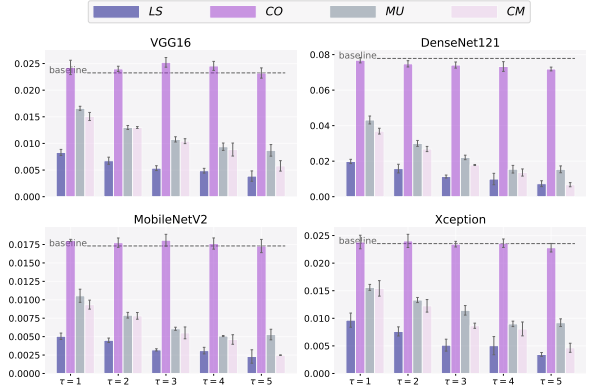 LS CO MU CM
VGG16
0.025
0.020
0.015
0.010
0.005
0.000
baseline
DenseNet121
0.08
0.06
0.04
0.02
0.00
baseline
MobileNetV2
0.0175
0.0150
0.0125
0.0100
0.0075
0.0050
0.0025
0.0000
baseline
τ = 1 τ = 2 τ = 3 τ = 4 τ = 5
Xception
0.025
0.020
0.015
0.010
0.005
0.000
baseline
τ = 1 τ = 2 τ = 3 τ = 4 τ = 5